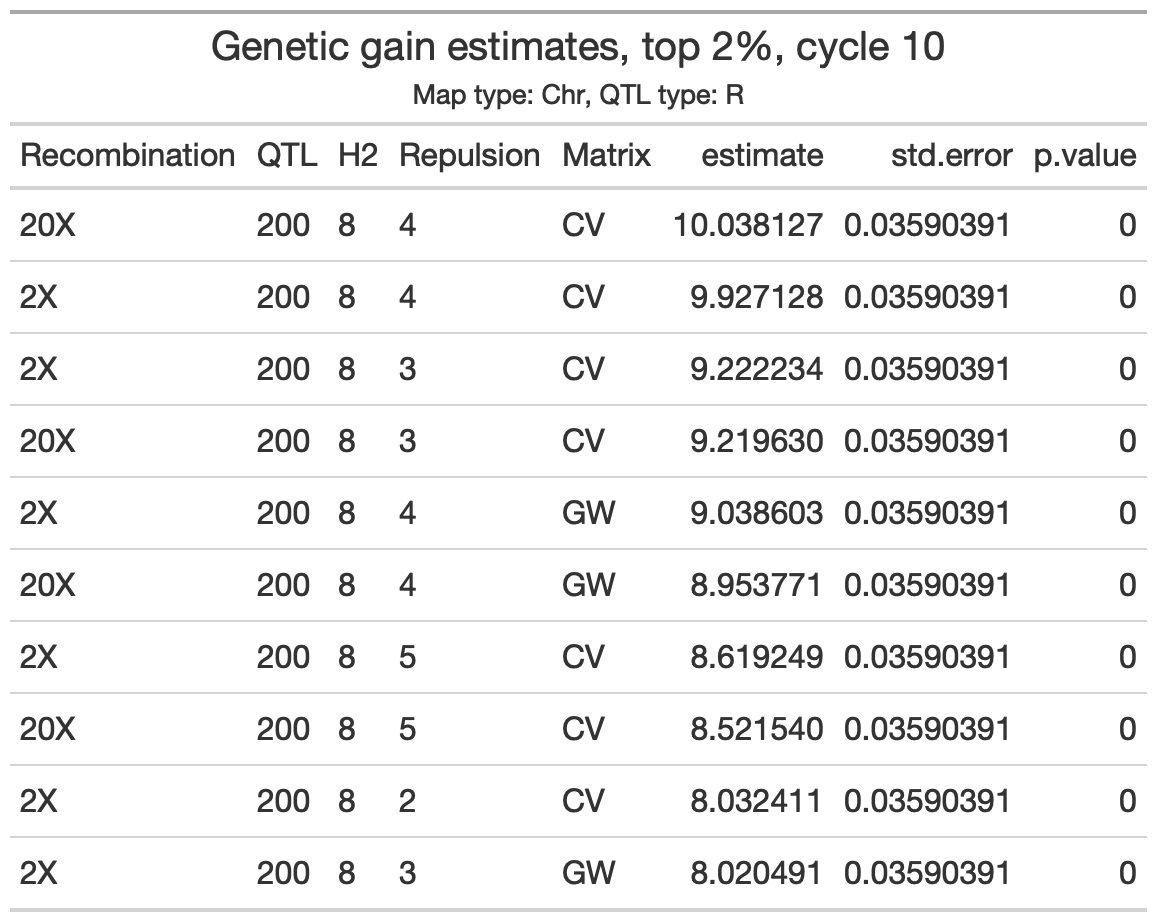 Genetic gain estimates, top 2%, cycle 10
Map type: Chr, QTL type: R
Recombination QTL H2 Repulsion Matrix estimate std.error p.value
20X 200 8 4 CV 10.038127 0.03590391 0
2X 200 8 4 CV 9.927128 0.03590391 0
2X 200 8 3 CV 9.222234 0.03590391 0
20X 200 8 3 CV 9.219630 0.03590391 0
2X 200 8 4 GW 9.038603 0.03590391 0
20X 200 8 4 GW 8.953771 0.03590391 0
2X 200 8 5 CV 8.619249 0.03590391 0
20X 200 8 5 CV 8.521540 0.03590391 0
2X 200 8 2 CV 8.032411 0.03590391 0
2X 200 8 3 GW 8.020491 0.03590391 0